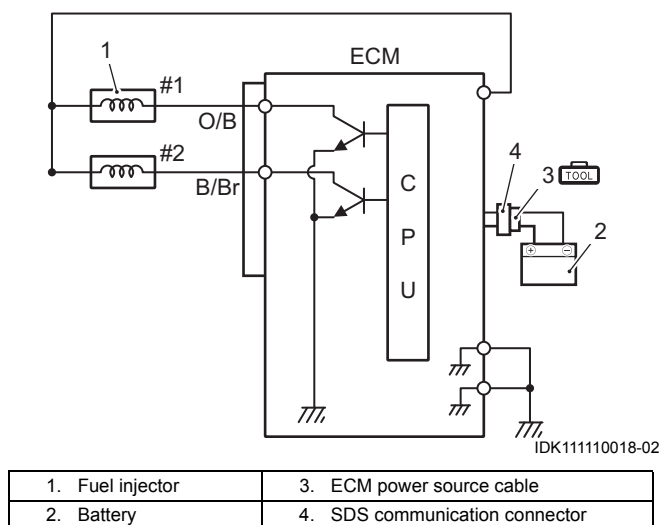 ECM
1
#1
O/B
#2
B/Br
C
P
U
4
3
TOOL
2
+ −
IDK111110018-02
1. Fuel injector 3. ECM power source cable
2. Battery 4. SDS communication connector